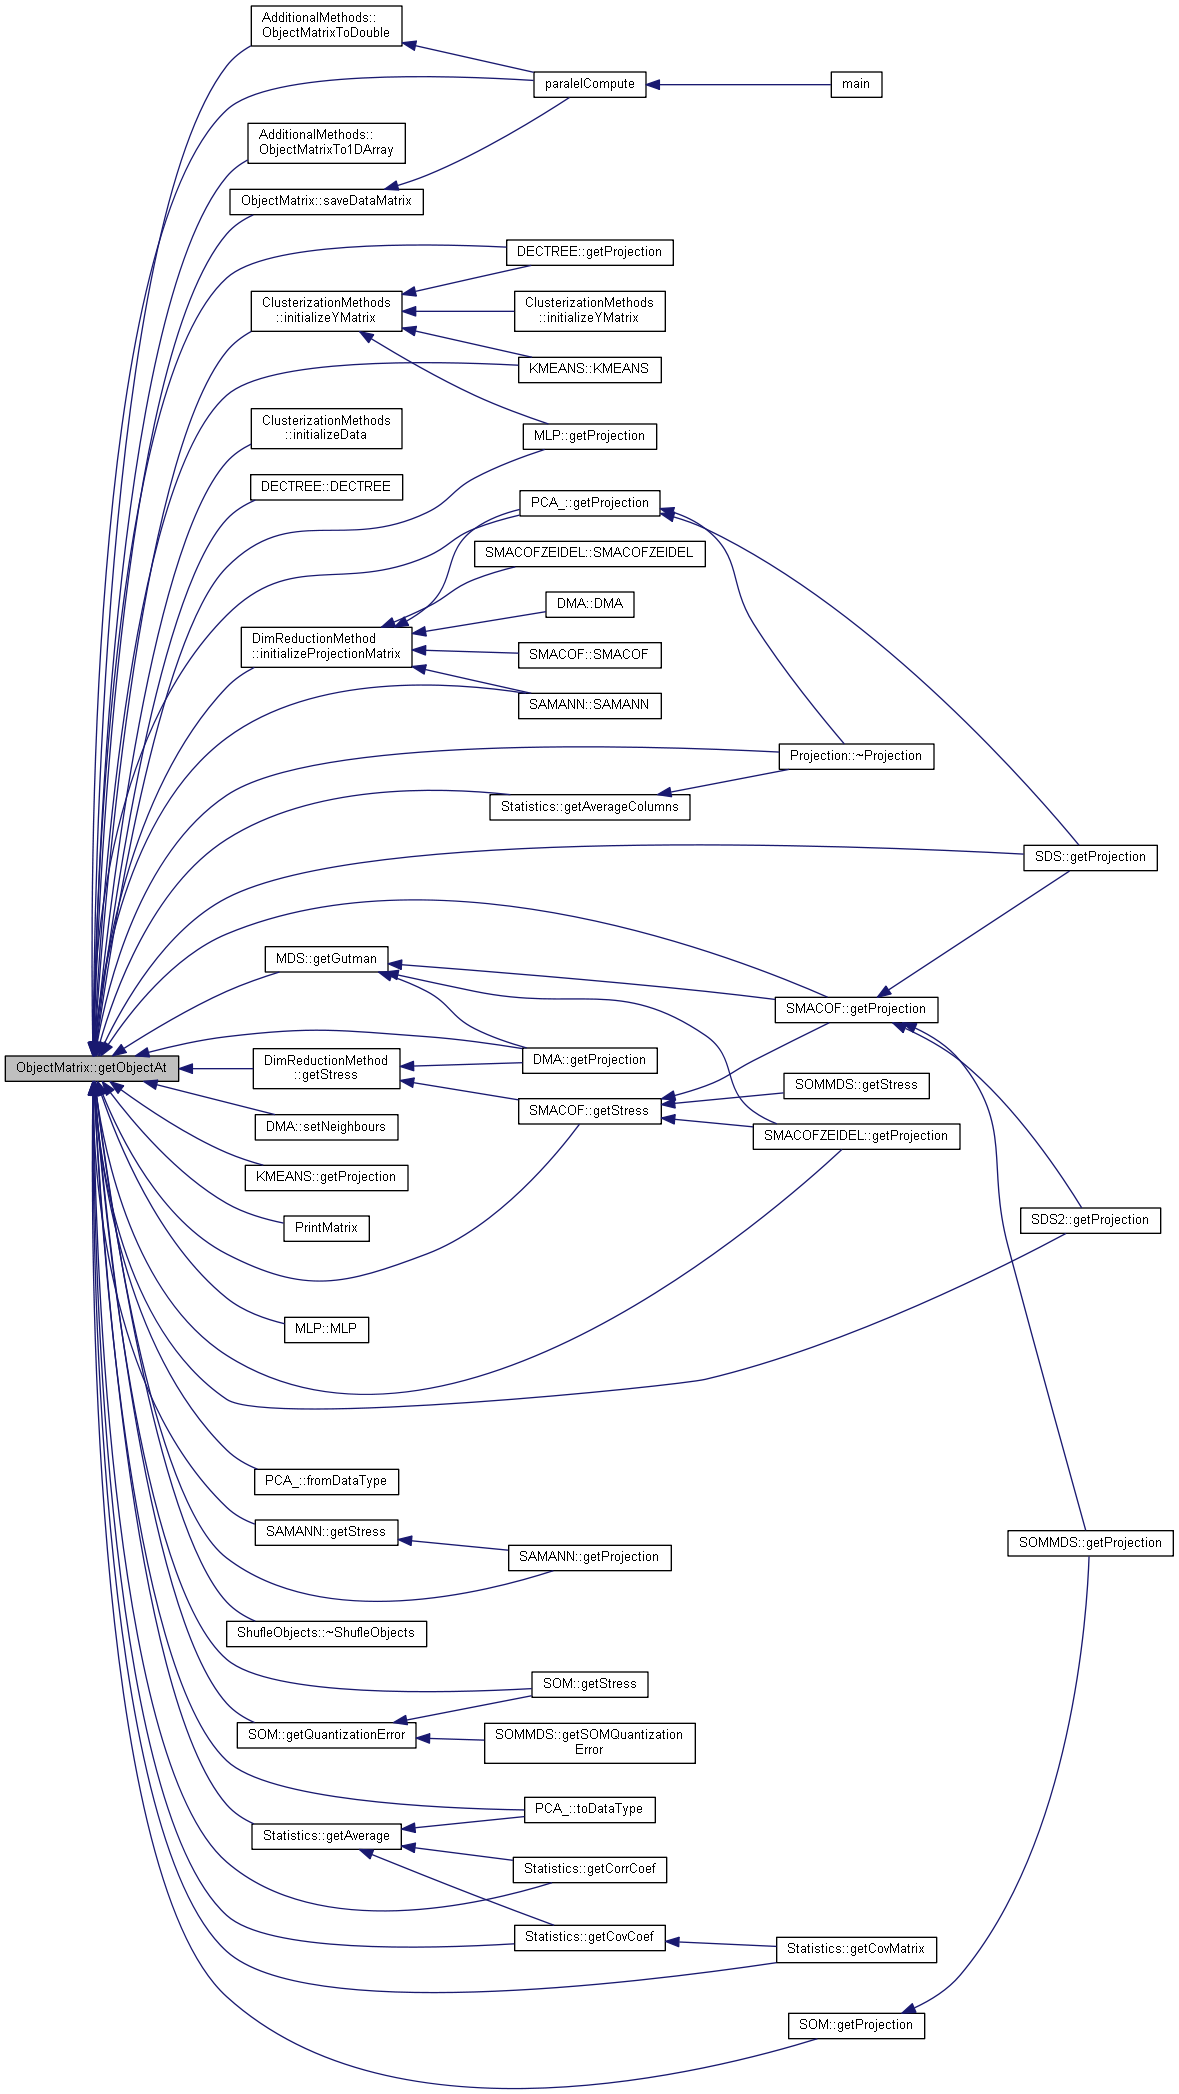 AdditionalMethods::
ObjectMatrixToDouble
paralelCompute
main
AdditionalMethods::
ObjectMatrixTo1DArray
ObjectMatrix::saveDataMatrix
DECTREE::getProjection
ClusterizationMethods
::initializeYMatrix
ClusterizationMethods
::initializeYMatrix
KMEANS::KMEANS
ClusterizationMethods
::initializeData
MLP::getProjection
DECTREE::DECTREE
PCA_::getProjection
SMACOFZEIDEL::SMACOFZEIDEL
DMA::DMA
DimReductionMethod
::initializeProjectionMatrix
SMACOF::SMACOF
SAMANN::SAMANN
Projection::~Projection
Statistics::getAverageColumns
SDS::getProjection
MDS::getGutman
SMACOF::getProjection
ObjectMatrix::getObjectAt
DimReductionMethod
::getStress
DMA::getProjection
SOMMDS::getStress
SMACOF::getStress
DMA::setNeighbours
SMACOFZEIDEL::getProjection
KMEANS::getProjection
PrintMatrix
SDS2::getProjection
MLP::MLP
PCA_::fromDataType
SAMANN::getStress
SOMMDS::getProjection
SAMANN::getProjection
ShufleObjects::~ShufleObjects
SOM::getStress
SOM::getQuantizationError
SOMMDS::getSOMQuantization
Error
PCA_::toDataType
Statistics::getAverage
Statistics::getCorrCoef
Statistics::getCovCoef
Statistics::getCovMatrix
SOM::getProjection